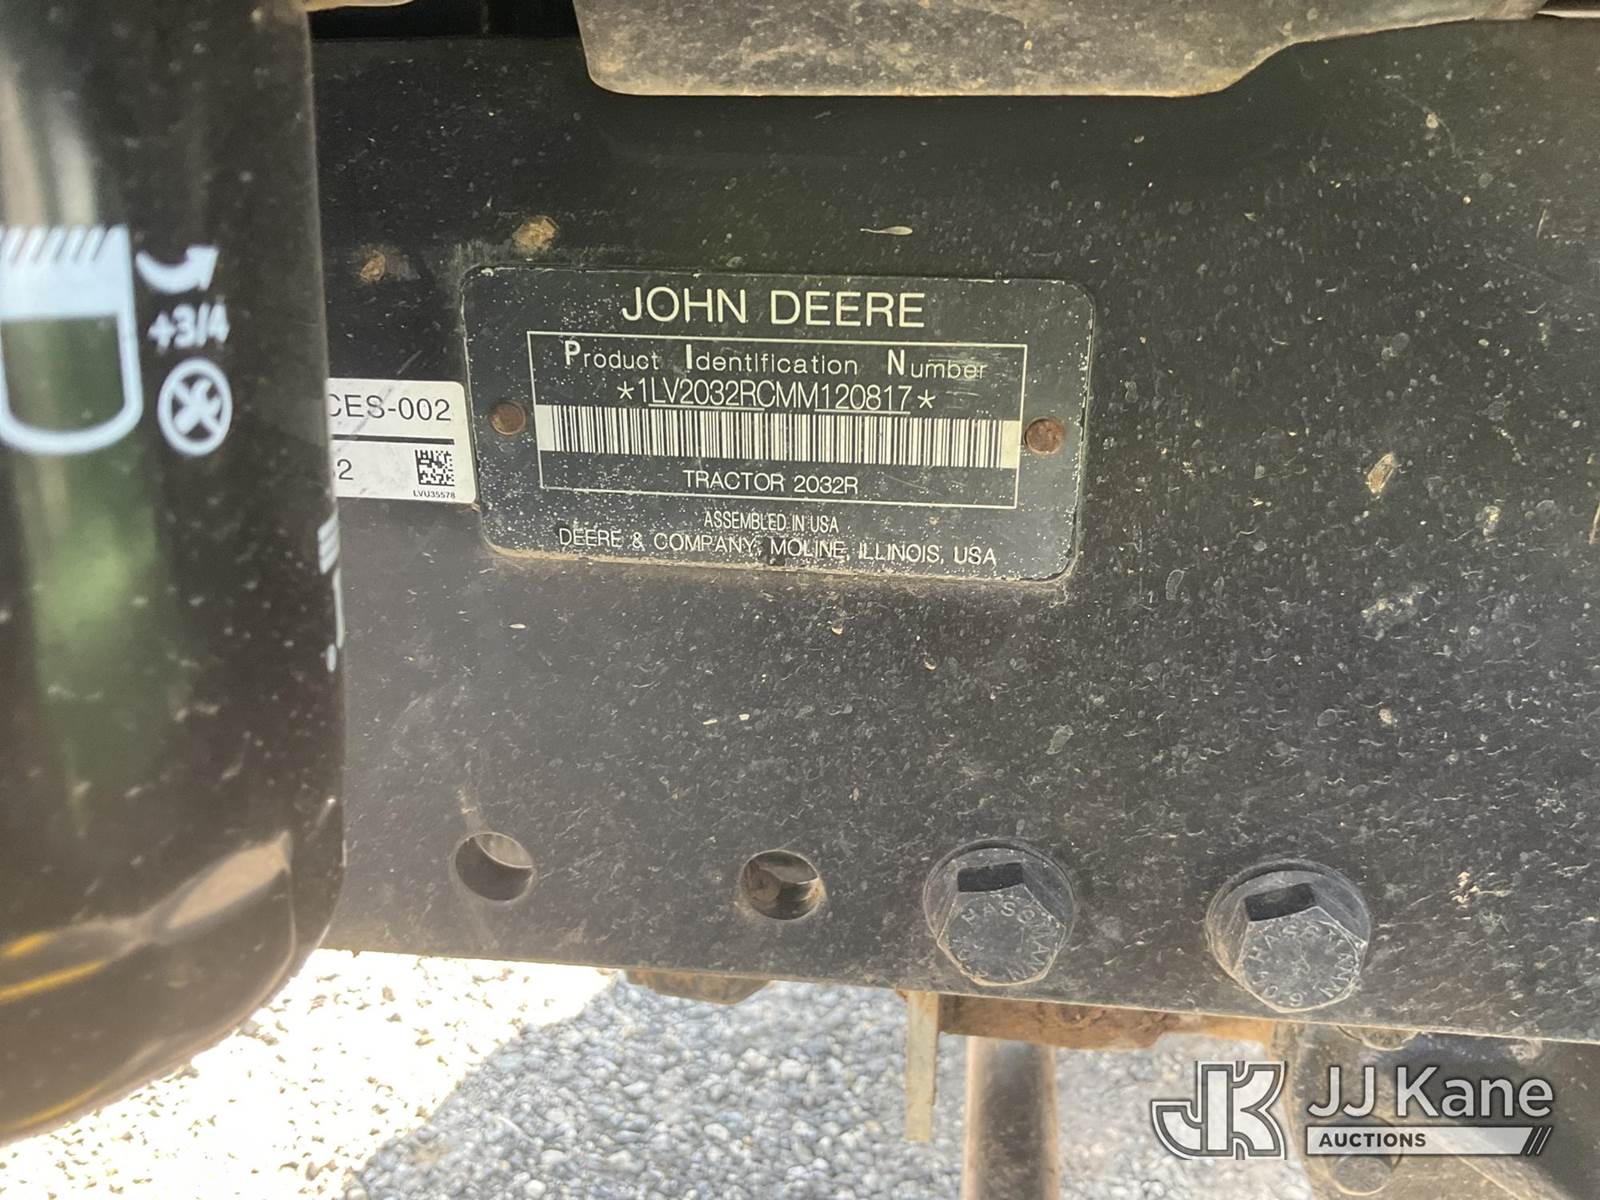 JOHN DEERE
Product Identification Number
*1LV2032RCMM120817*
TRACTOR 2032R
ASSEMBLED IN USA
DEERE & COMPANY, MOLINE, ILLINOIS, USA
+3/4
CES-002
2
LVU35578
JJ Kane
AUCTIONS